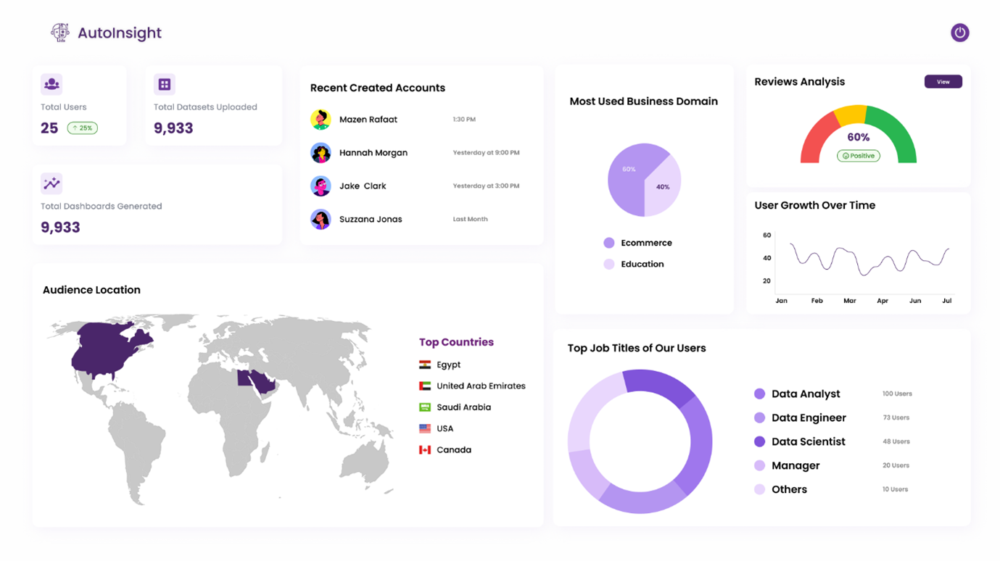 AutoInsight
Total Users
25
↑ 25%
Total Datasets Uploaded
9,933
Total Dashboards Generated
9,933
Recent Created Accounts
Mazen Rafaat 1:30 PM
Hannah Morgan Yesterday at 9:00 PM
Jake Clark Yesterday at 3:00 PM
Suzzana Jonas Last Month
Most Used Business Domain
60%
40%
Ecommerce
Education
Reviews Analysis
View
60%
Positive
User Growth Over Time
60
40
20
Jan Feb Mar Apr Jun Jul
Audience Location
Top Countries
Egypt
United Arab Emirates
Saudi Arabia
USA
Canada
Top Job Titles of Our Users
Data Analyst 100 Users
Data Engineer 73 Users
Data Scientist 48 Users
Manager 20 Users
Others 10 Users